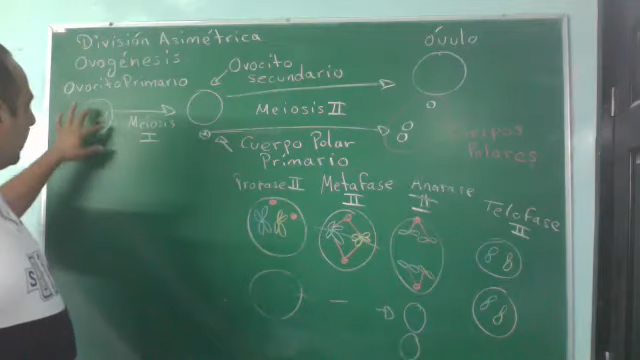 División Asimétrica
Ovogénesis
Ovocito Primario
Meiosis
I
Ovocito
secundario
Meiosis II
Cuerpo Polar
Primario
óvulo
Cuerpos
Polares
Profase II
Metafase
II
Anafase
II
Telofase
II
S